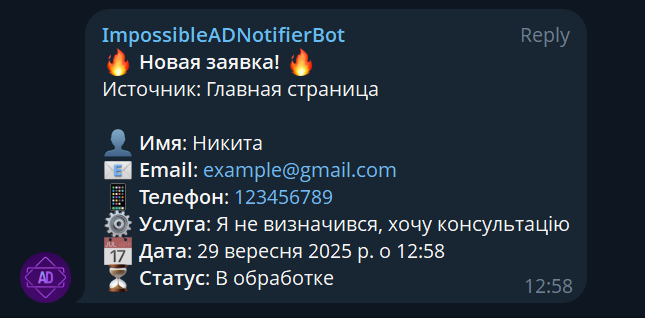 ImpossibleADNotifierBot Reply
🔥 Новая заявка! 🔥
Источник: Главная страница
👤 Имя: Никита
📧 Email: example@gmail.com
📱 Телефон: 123456789
⚙️ Услуга: Я не визначився, хочу консультацію
📅 Дата: 29 вересня 2025 р. о 12:58
⏳ Статус: В обработке
12:58
AD